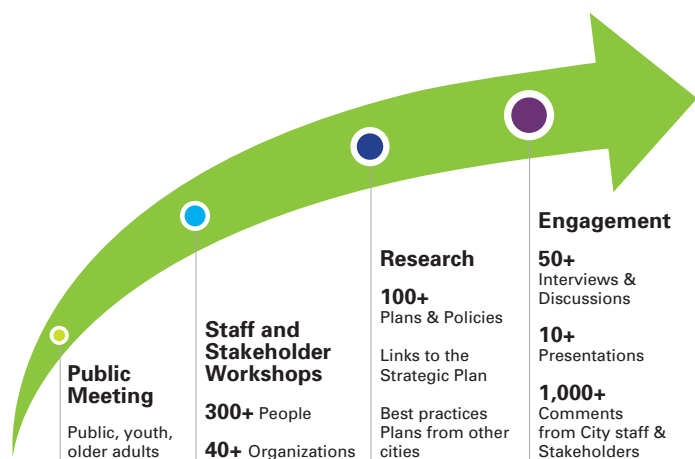 Public
Meeting
Public, youth,
older adults
Staff and
Stakeholder
Workshops
300+ People
40+ Organizations
Research
100+
Plans & Policies
Links to the
Strategic Plan
Best practices
Plans from other
cities
Engagement
50+
Interviews &
Discussions
10+
Presentations
1,000+
Comments
from City staff &
Stakeholders